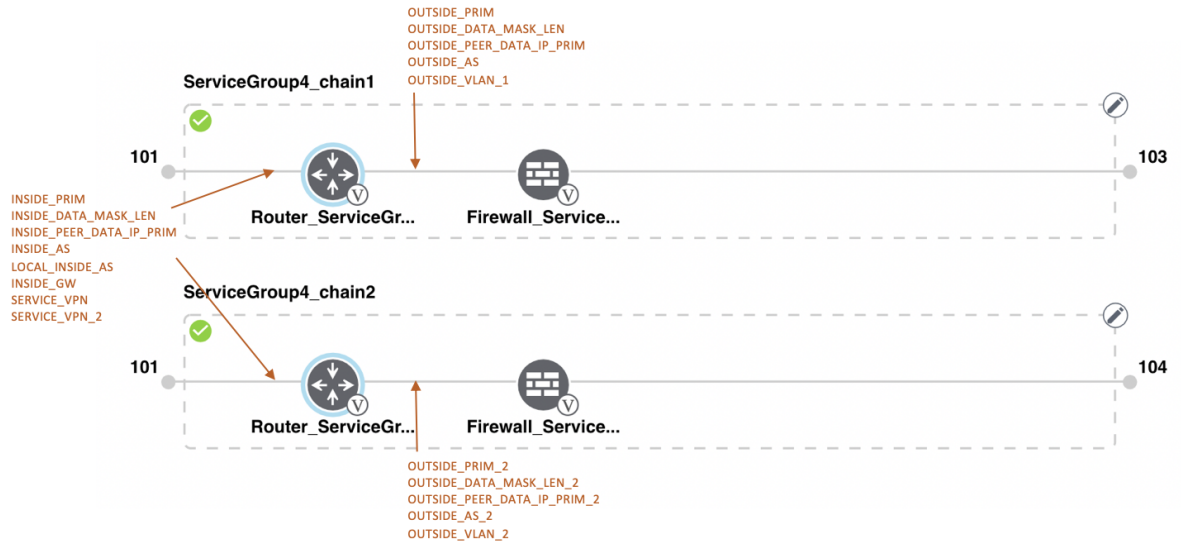 OUTSIDE_PRIM
OUTSIDE_DATA_MASK_LEN
OUTSIDE_PEER_DATA_IP_PRIM
OUTSIDE_AS
OUTSIDE_VLAN_1
ServiceGroup4_chain1
101
103
V
V
Router_ServiceGr...
Firewall_Service...
INSIDE_PRIM
INSIDE_DATA_MASK_LEN
INSIDE_PEER_DATA_IP_PRIM
INSIDE_AS
LOCAL_INSIDE_AS
INSIDE_GW
SERVICE_VPN
SERVICE_VPN_2
ServiceGroup4_chain2
101
104
V
V
Router_ServiceGr...
Firewall_Service...
OUTSIDE_PRIM_2
OUTSIDE_DATA_MASK_LEN_2
OUTSIDE_PEER_DATA_IP_PRIM_2
OUTSIDE_AS_2
OUTSIDE_VLAN_2